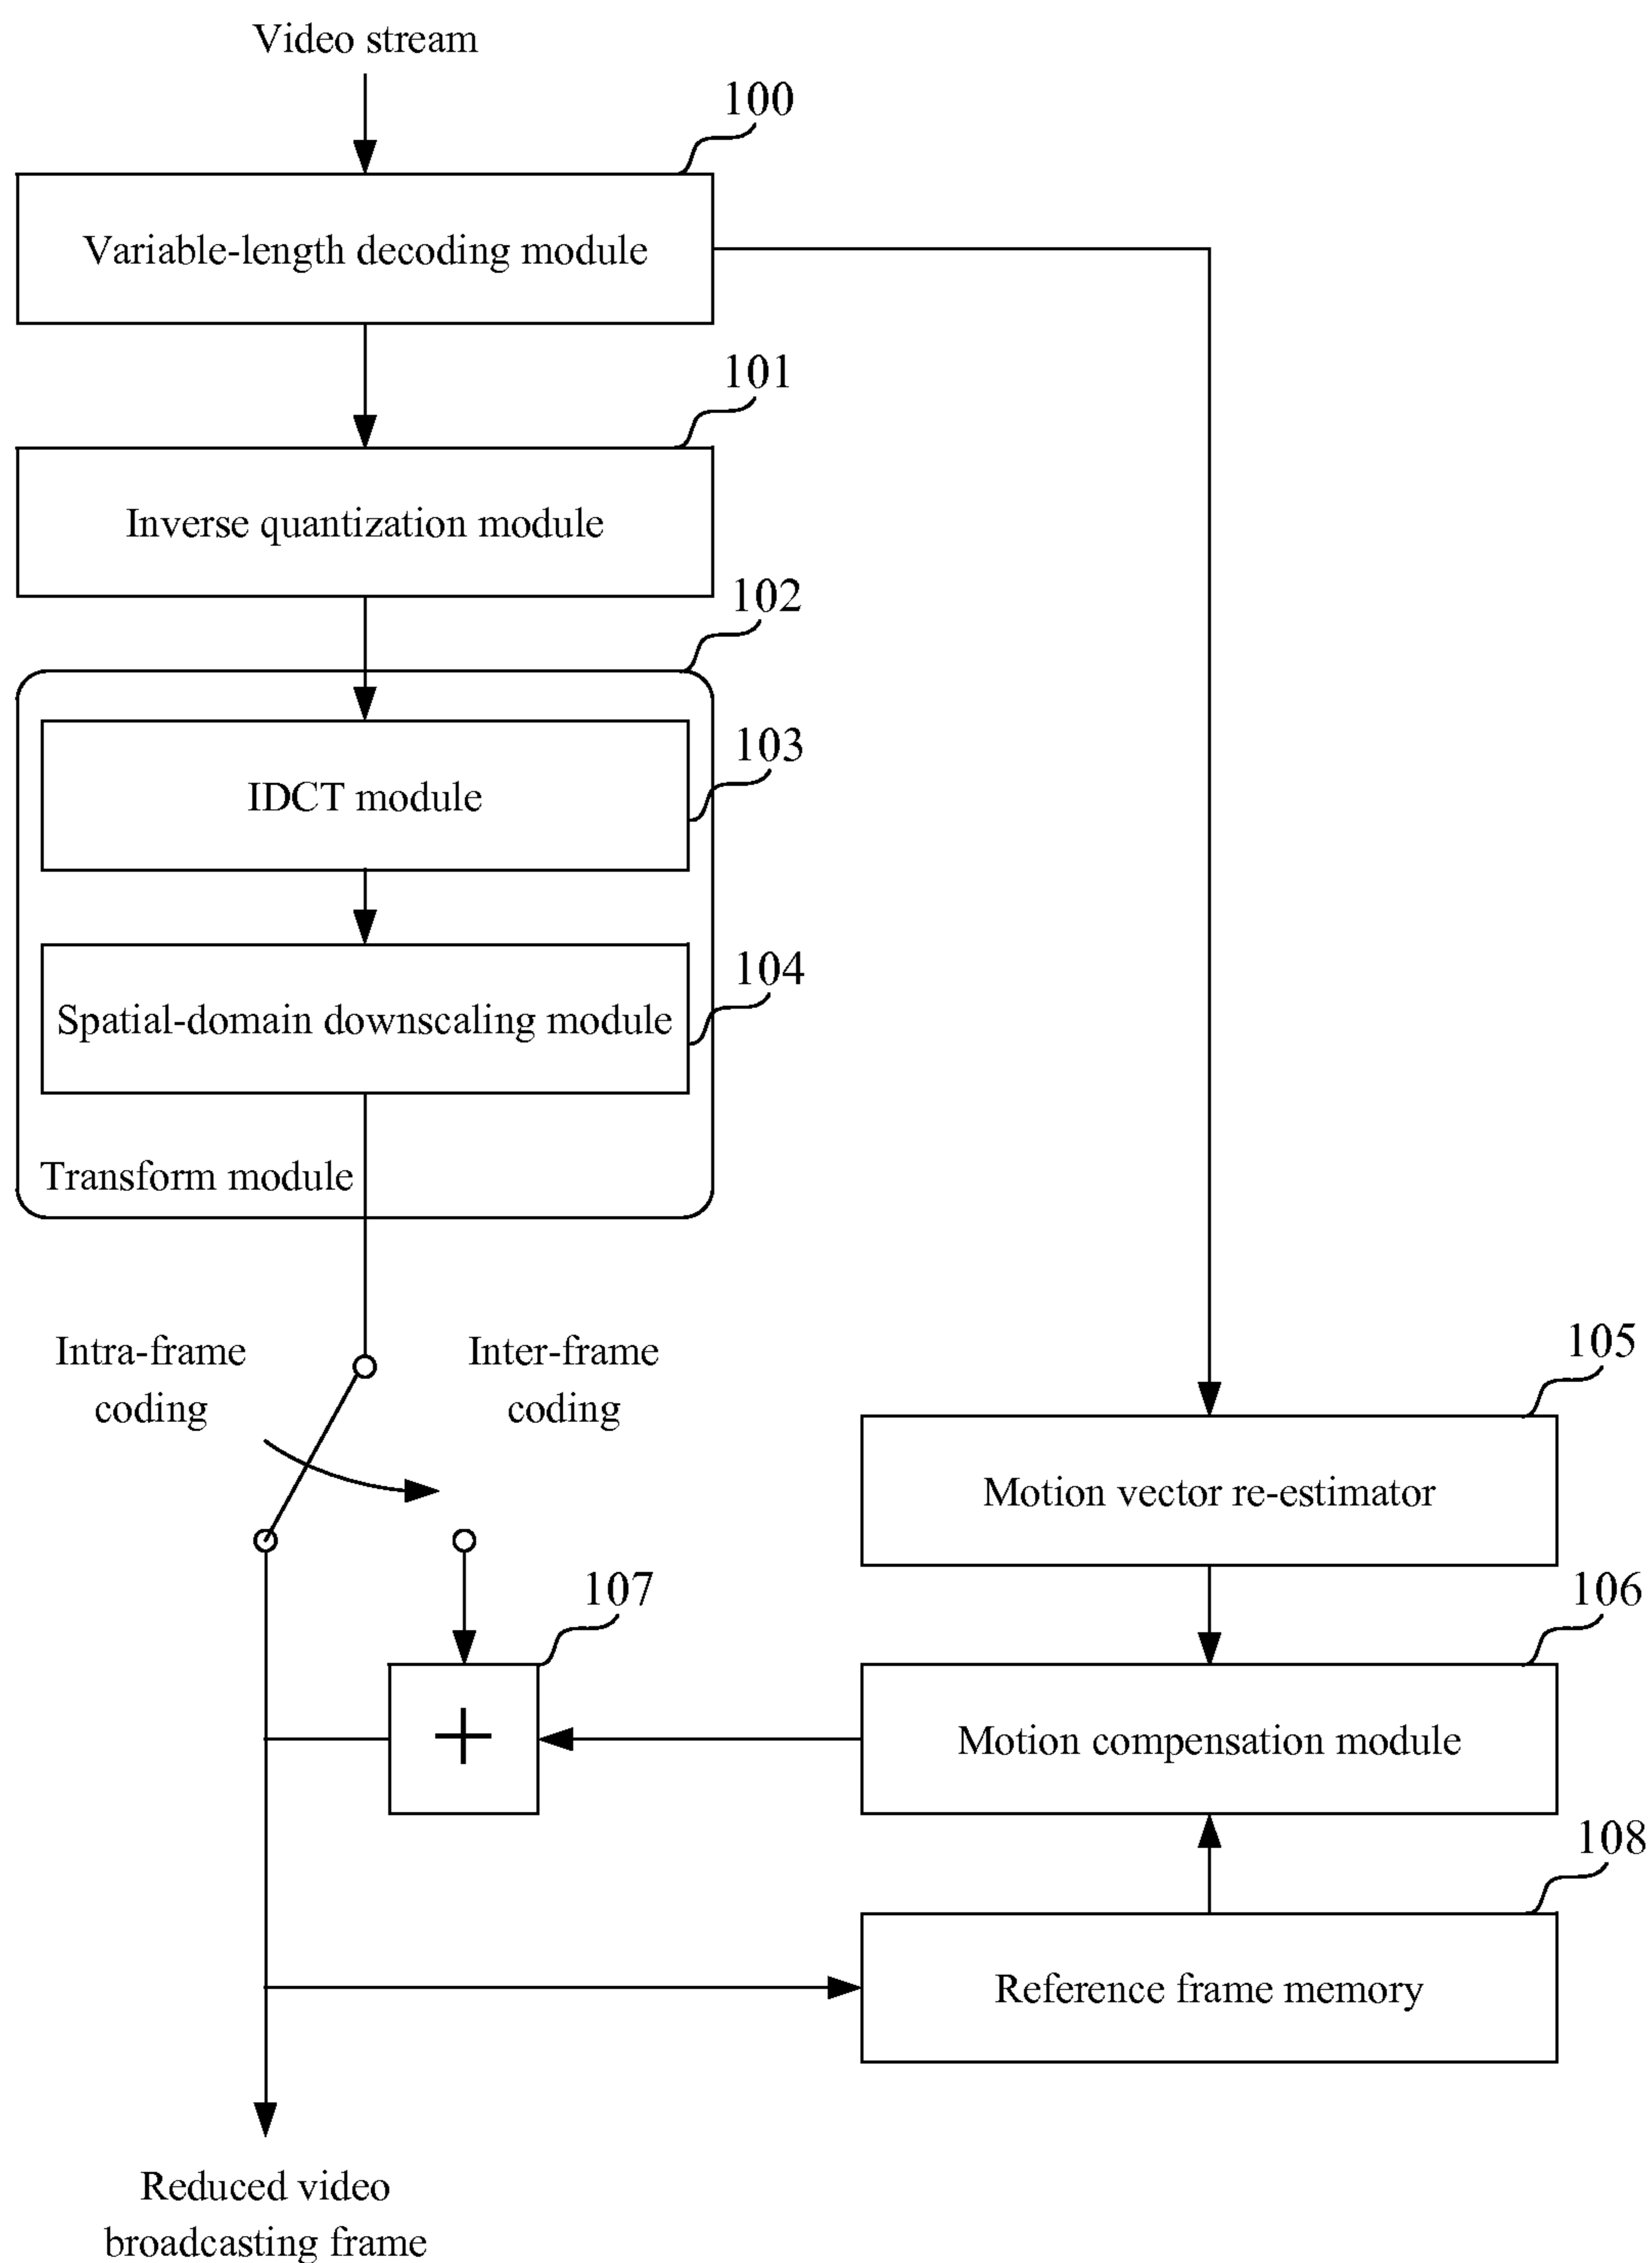 Video stream
100
Variable-length decoding module
101
Inverse quantization module
102
103
IDCT module
104
Spatial-domain downscaling module
Transform module
Intra-frame
coding
Inter-frame
coding
105
Motion vector re-estimator
106
107
+
Motion compensation module
108
Reference frame memory
Reduced video
broadcasting frame